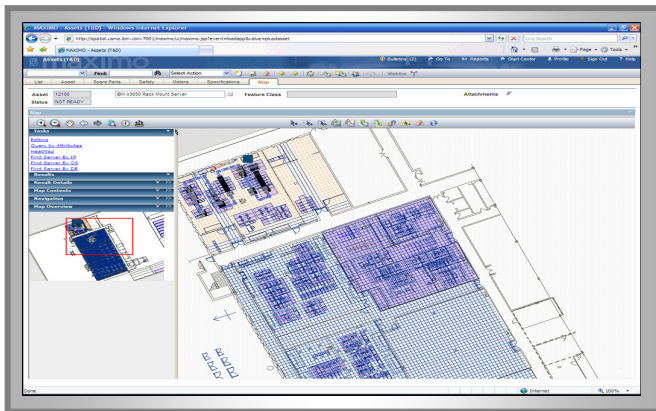 MAXIMO - Assets (T&D) - Windows Internet Explorer
http://spatial.usma.ibm.com:7001/maximo/ui/maximo.jsp?event=loadapp&value=plusdasset
Live Search
MAXIMO - Assets (T&D)
Page Tools
Assets (T&D)
Bulletins: (2) Go To Reports Start Center Profile Sign Out Help
Find: Select Action
List Asset Spare Parts Safety Meters Specifications Map
Asset 12100 IBM x3850 Rack Mount Server Feature Class Attachments
Status NOT READY
Map
Tasks
Editing
Query by Attributes
HeatMap
Find Server By IP
Find Server By OS
Find Server By DB
Results
Result Details
Map Contents
Navigation
Map Overview
Done Internet 100%